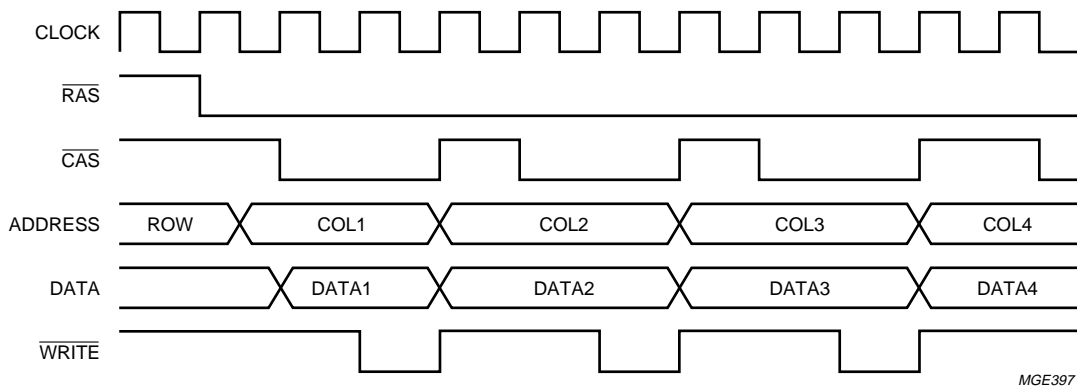 CLOCK
RAS
CAS
ADDRESS ROW COL1 COL2 COL3 COL4
DATA DATA1 DATA2 DATA3 DATA4
WRITE
MGE397